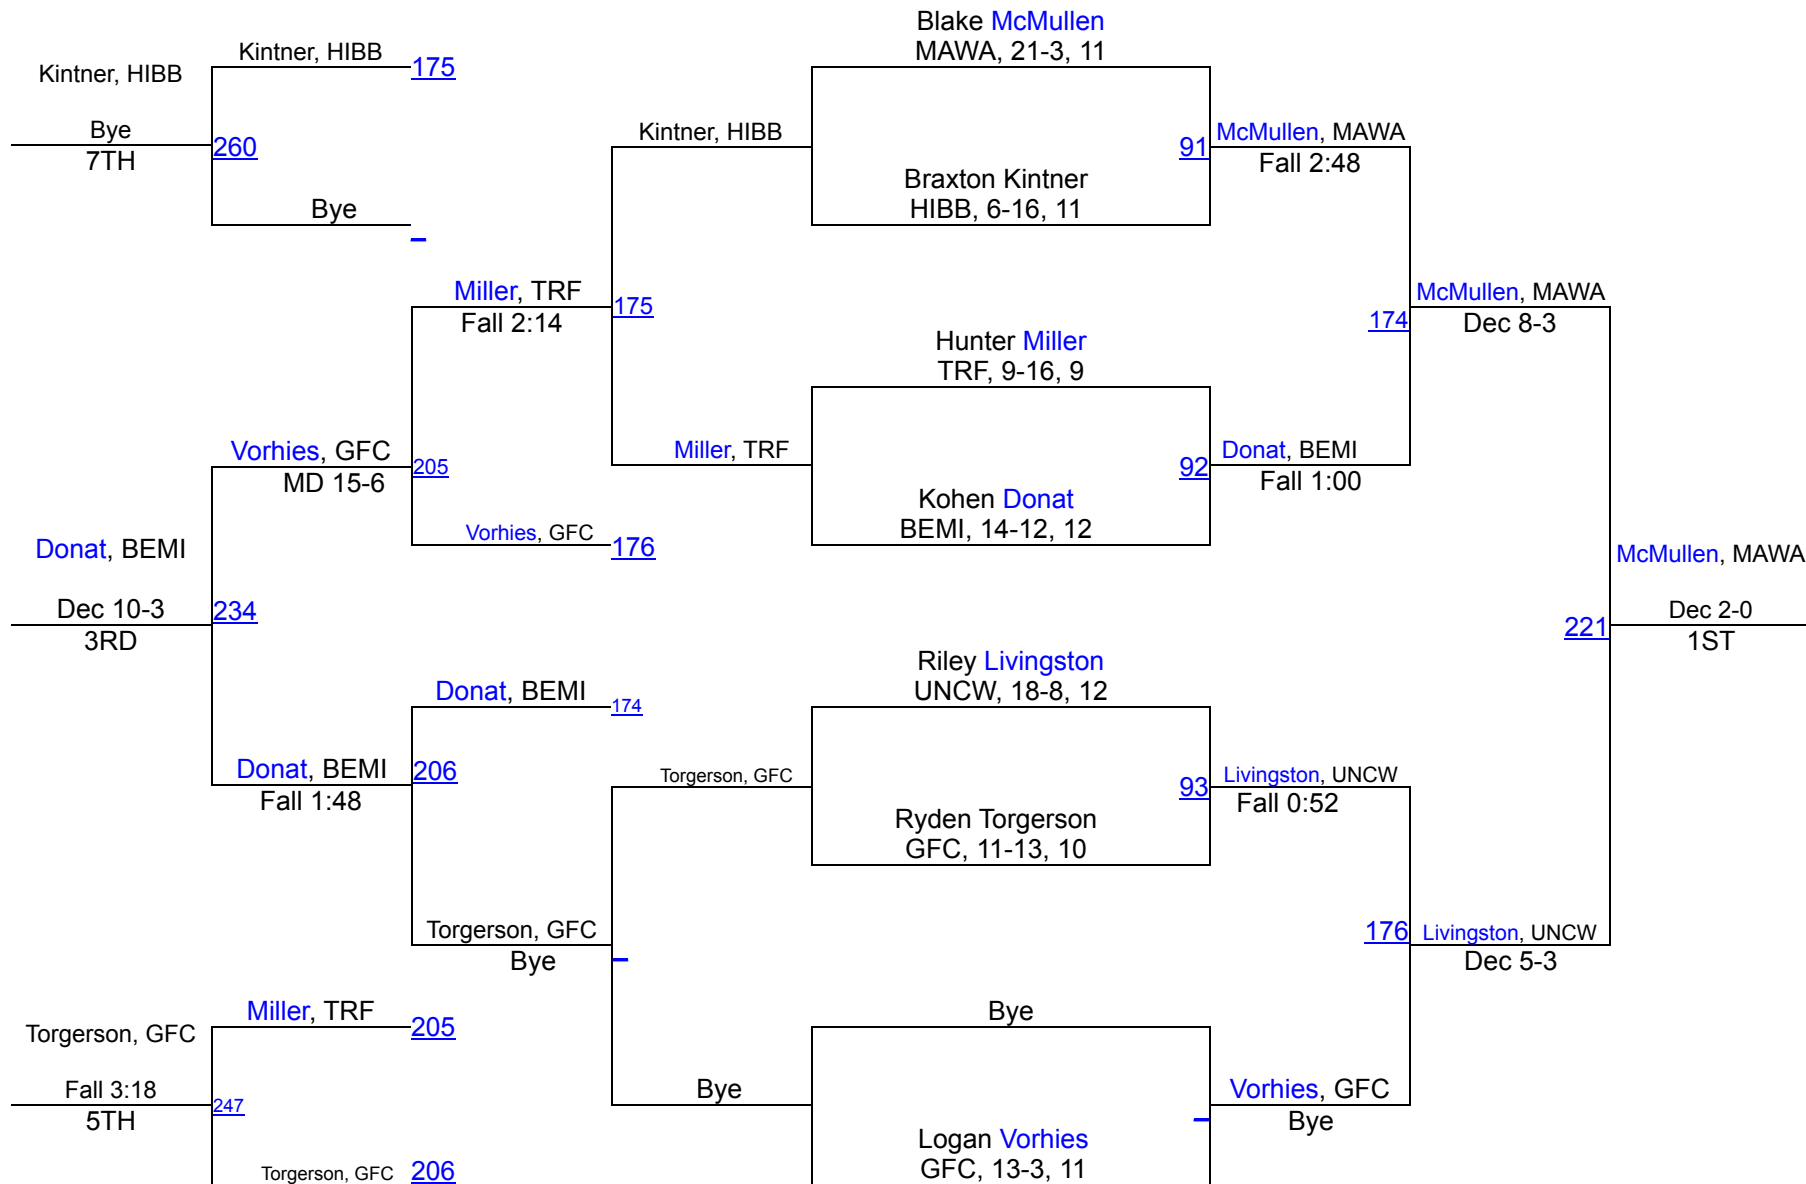 Blake McMullen
MAWA, 21-3, 11
Kintner, HIBB
175
Kintner, HIBB
Bye
7TH
260
Kintner, HIBB
91
McMullen, MAWA
Fall 2:48
Braxton Kintner
HIBB, 6-16, 11
Bye
Miller, TRF
Fall 2:14
175
McMullen, MAWA
Dec 8-3
174
Hunter Miller
TRF, 9-16, 9
Vorhies, GFC
MD 15-6
205
Miller, TRF
92
Donat, BEMI
Fall 1:00
Kohen Donat
BEMI, 14-12, 12
Vorhies, GFC
176
Donat, BEMI
Dec 10-3
3RD
234
McMullen, MAWA
Dec 2-0
1ST
221
Riley Livingston
UNCW, 18-8, 12
Donat, BEMI
174
Donat, BEMI
Fall 1:48
206
Torgerson, GFC
93
Livingston, UNCW
Fall 0:52
Ryden Torgerson
GFC, 11-13, 10
Torgerson, GFC
Bye
176
Livingston, UNCW
Dec 5-3
Miller, TRF
205
Bye
Torgerson, GFC
Fall 3:18
5TH
247
Bye
Vorhies, GFC
Bye
Logan Vorhies
GFC, 13-3, 11
Torgerson, GFC
206